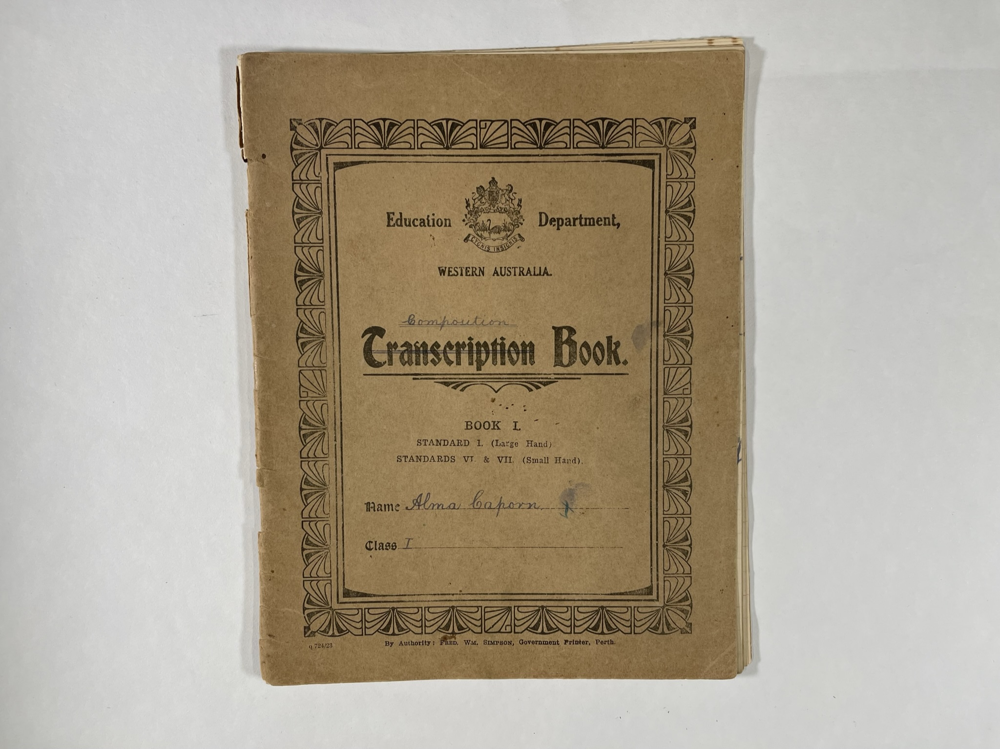 Education Department,
CYGNIS INSIGNIS
WESTERN AUSTRALIA.
Composition
Transcription Book.
BOOK I.
STANDARD I. (Large Hand).
STANDARDS VI. & VII. (Small Hand).
Name Alma Caporn.
Class I
q 724/23
By Authority: FRED. WM. SIMPSON, Government Printer, Perth.